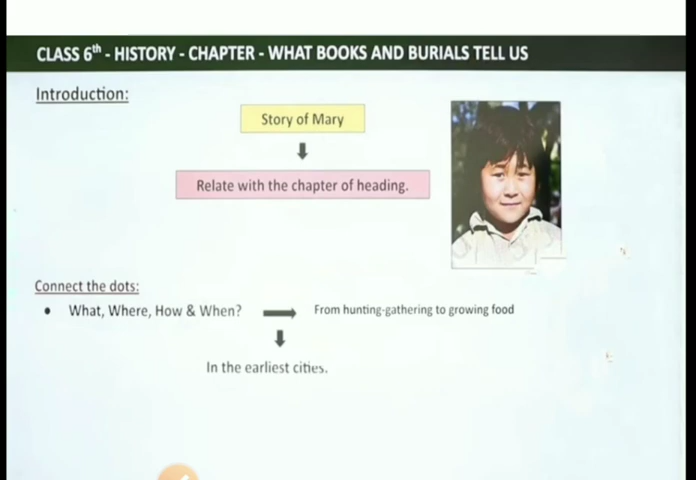 CLASS 6th - HISTORY - CHAPTER - WHAT BOOKS AND BURIALS TELL US
Introduction:
Story of Mary
Relate with the chapter of heading.
Connect the dots:
• What, Where, How & When? From hunting-gathering to growing food
In the earliest cities.